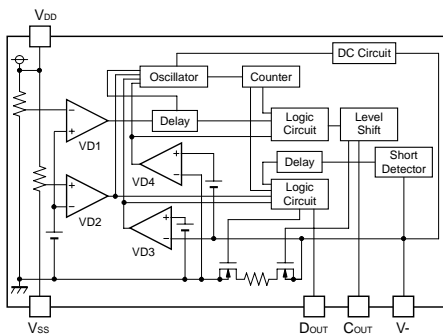 VDD
DC Circuit
Oscillator
Counter
Delay
Logic
Circuit
Level
Shift
VD1
VD4
Delay
Short
Detector
Logic
Circuit
VD2
VD3
VSS
DOUT
COUT
V-